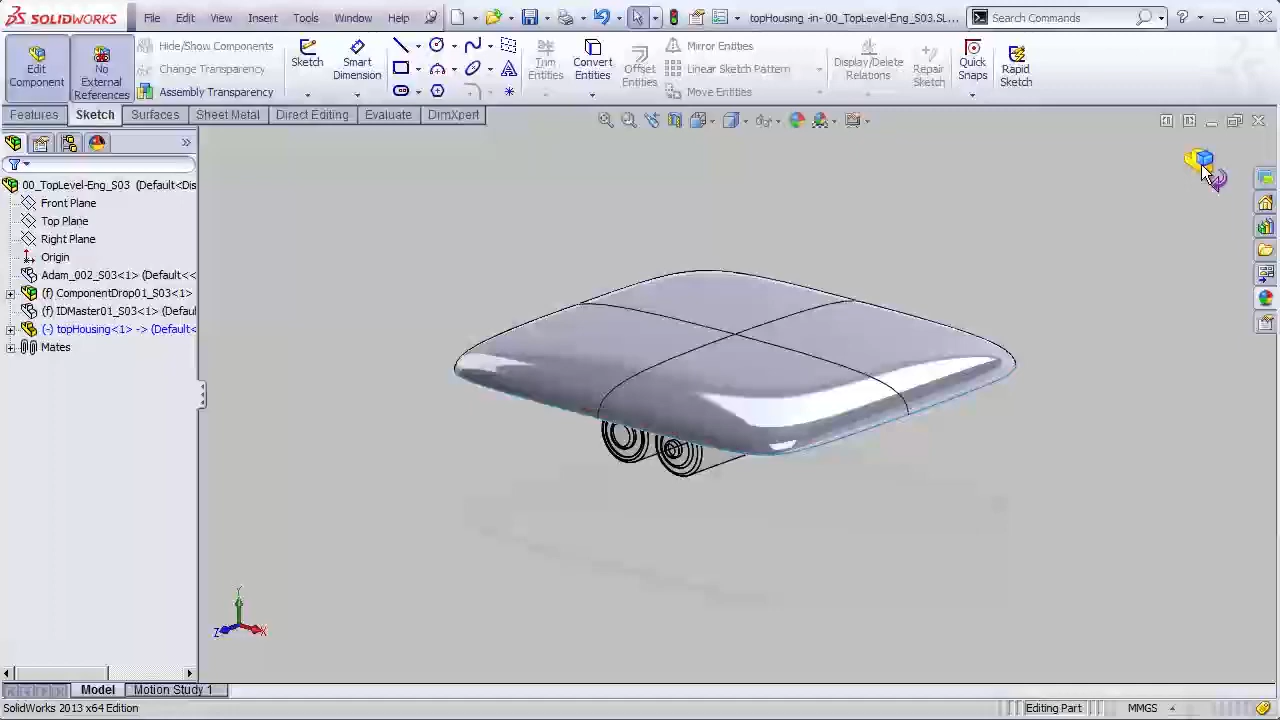 SOLIDWORKS File Edit View Insert Tools Window Help topHousing -in- 00_TopLevel-Eng_S03.SL... Search Commands
Edit Component
No External References
Hide/Show Components
Change Transparency
Assembly Transparency
Sketch
Smart Dimension
Trim Entities
Convert Entities
Offset Entities
Mirror Entities
Linear Sketch Pattern
Move Entities
Display/Delete Relations
Repair Sketch
Quick Snaps
Rapid Sketch
Features Sketch Surfaces Sheet Metal Direct Editing Evaluate DimXpert
00_TopLevel-Eng_S03 (Default<Dis
Front Plane
Top Plane
Right Plane
Origin
Adam_002_S03<1> (Default<<
(f) ComponentDrop01_S03<1>
(f) IDMaster01_S03<1> (Defaul
(-) topHousing<1> -> (Default<
Mates
Y
Z X
Model Motion Study 1
SolidWorks 2013 x64 Edition Editing Part MMGS